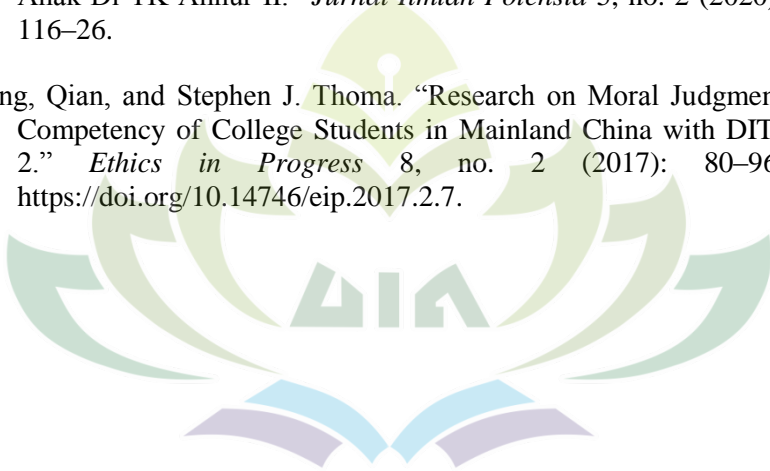 Anak Di TK Annur II." Jurnal Ilmiah Potensia 5, no. 2 (2020)
116–26.
ng, Qian, and Stephen J. Thoma. “Research on Moral Judgmen
Competency of College Students in Mainland China with DIT
2.” Ethics in Progress 8, no. 2 (2017): 80–96
https://doi.org/10.14746/eip.2017.2.7.
UIN